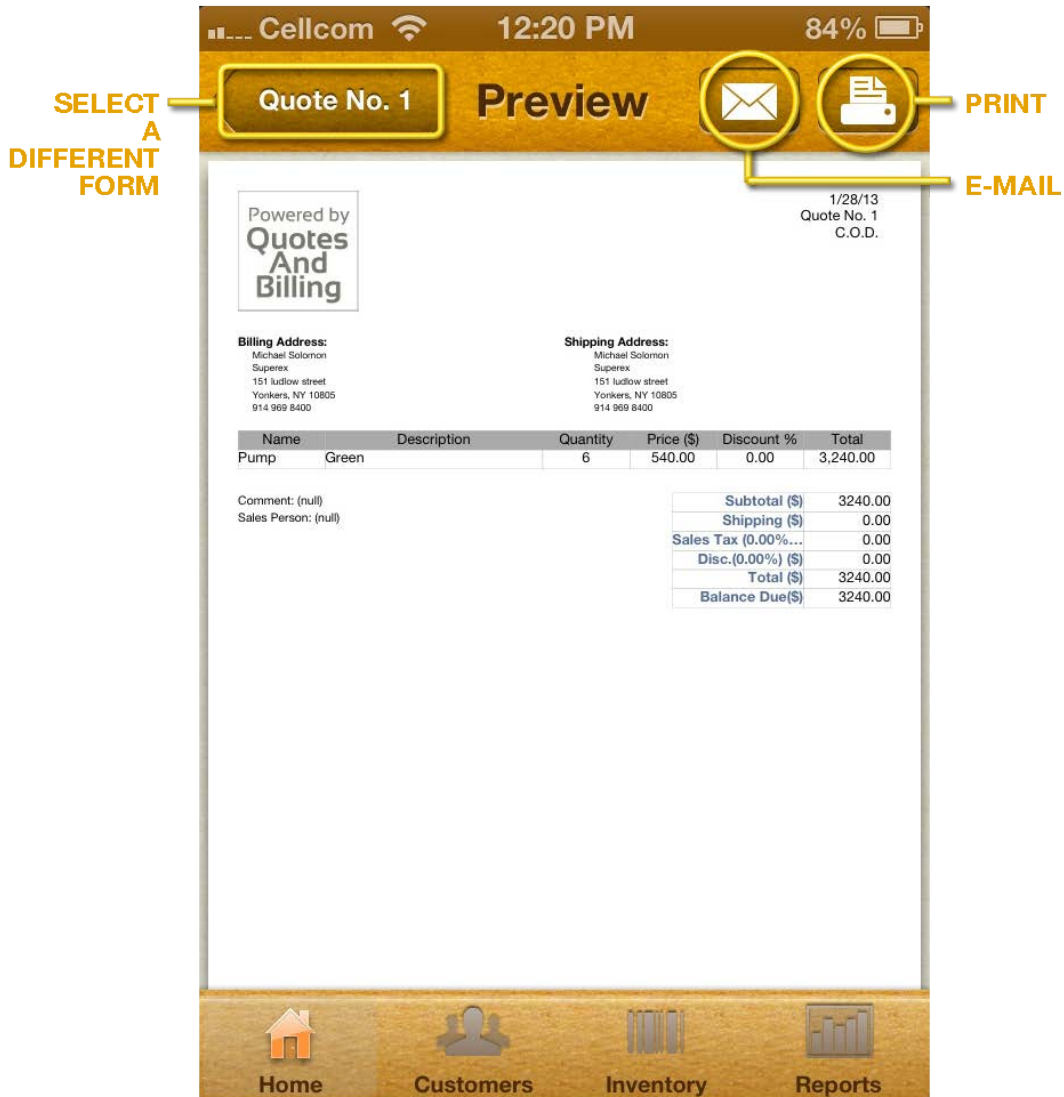 Cellcom 12:20 PM 84%
SELECT
A
DIFFERENT
FORM
Quote No. 1 Preview
PRINT
E-MAIL
Powered by
Quotes
And
Billing
1/28/13
Quote No. 1
C.O.D.
Billing Address:
Michael Solomon
Superex
151 ludlow street
Yonkers, NY 10805
914 969 8400
Shipping Address:
Michael Solomon
Superex
151 ludlow street
Yonkers, NY 10805
914 969 8400
Name Description Quantity Price ($) Discount % Total
Pump Green 6 540.00 0.00 3,240.00
Comment: (null)
Sales Person: (null)
Subtotal ($) 3240.00
Shipping ($) 0.00
Sales Tax (0.00%... 0.00
Disc.(0.00%) ($) 0.00
Total ($) 3240.00
Balance Due($) 3240.00
Home Customers Inventory Reports